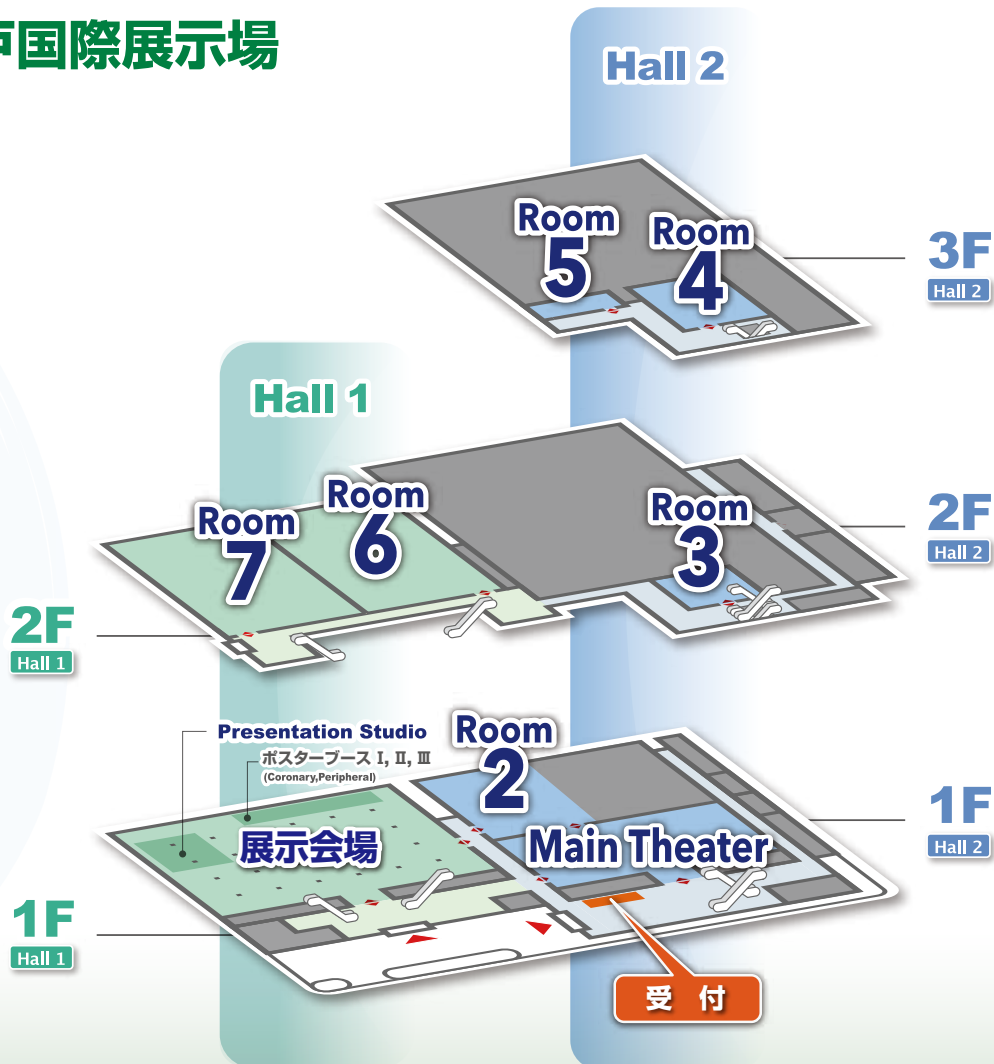 戸国際展示場
Hall 2
Room
5
Room
4
3F
Hall 2
Hall 1
Room
7
Room
6
Room
3
2F
Hall 2
2F
Hall 1
Presentation Studio
ポスターブース I, II, III
(Coronary,Peripheral)
Room
2
展示会場
Main Theater
1F
Hall 2
1F
Hall 1
受 付